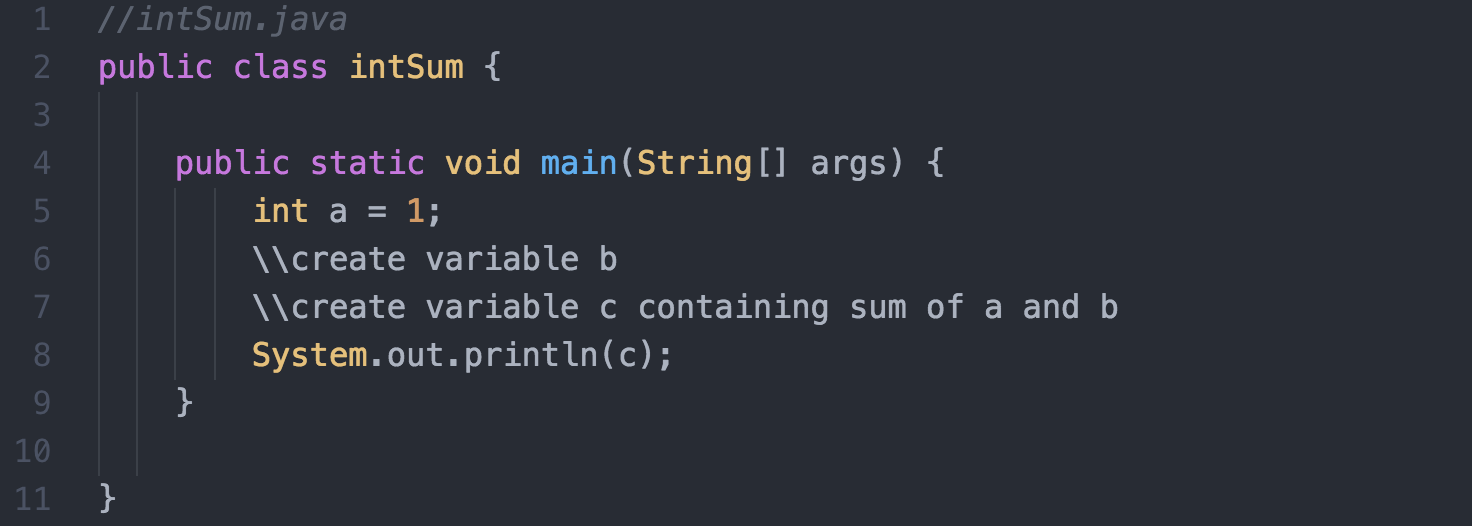 1 //intSum.java
2 public class intSum {
3
4 public static void main(String[] args) {
5 int a = 1;
6 \\create variable b
7 \\create variable c containing sum of a and b
8 System.out.println(c);
9 }
10
11 }